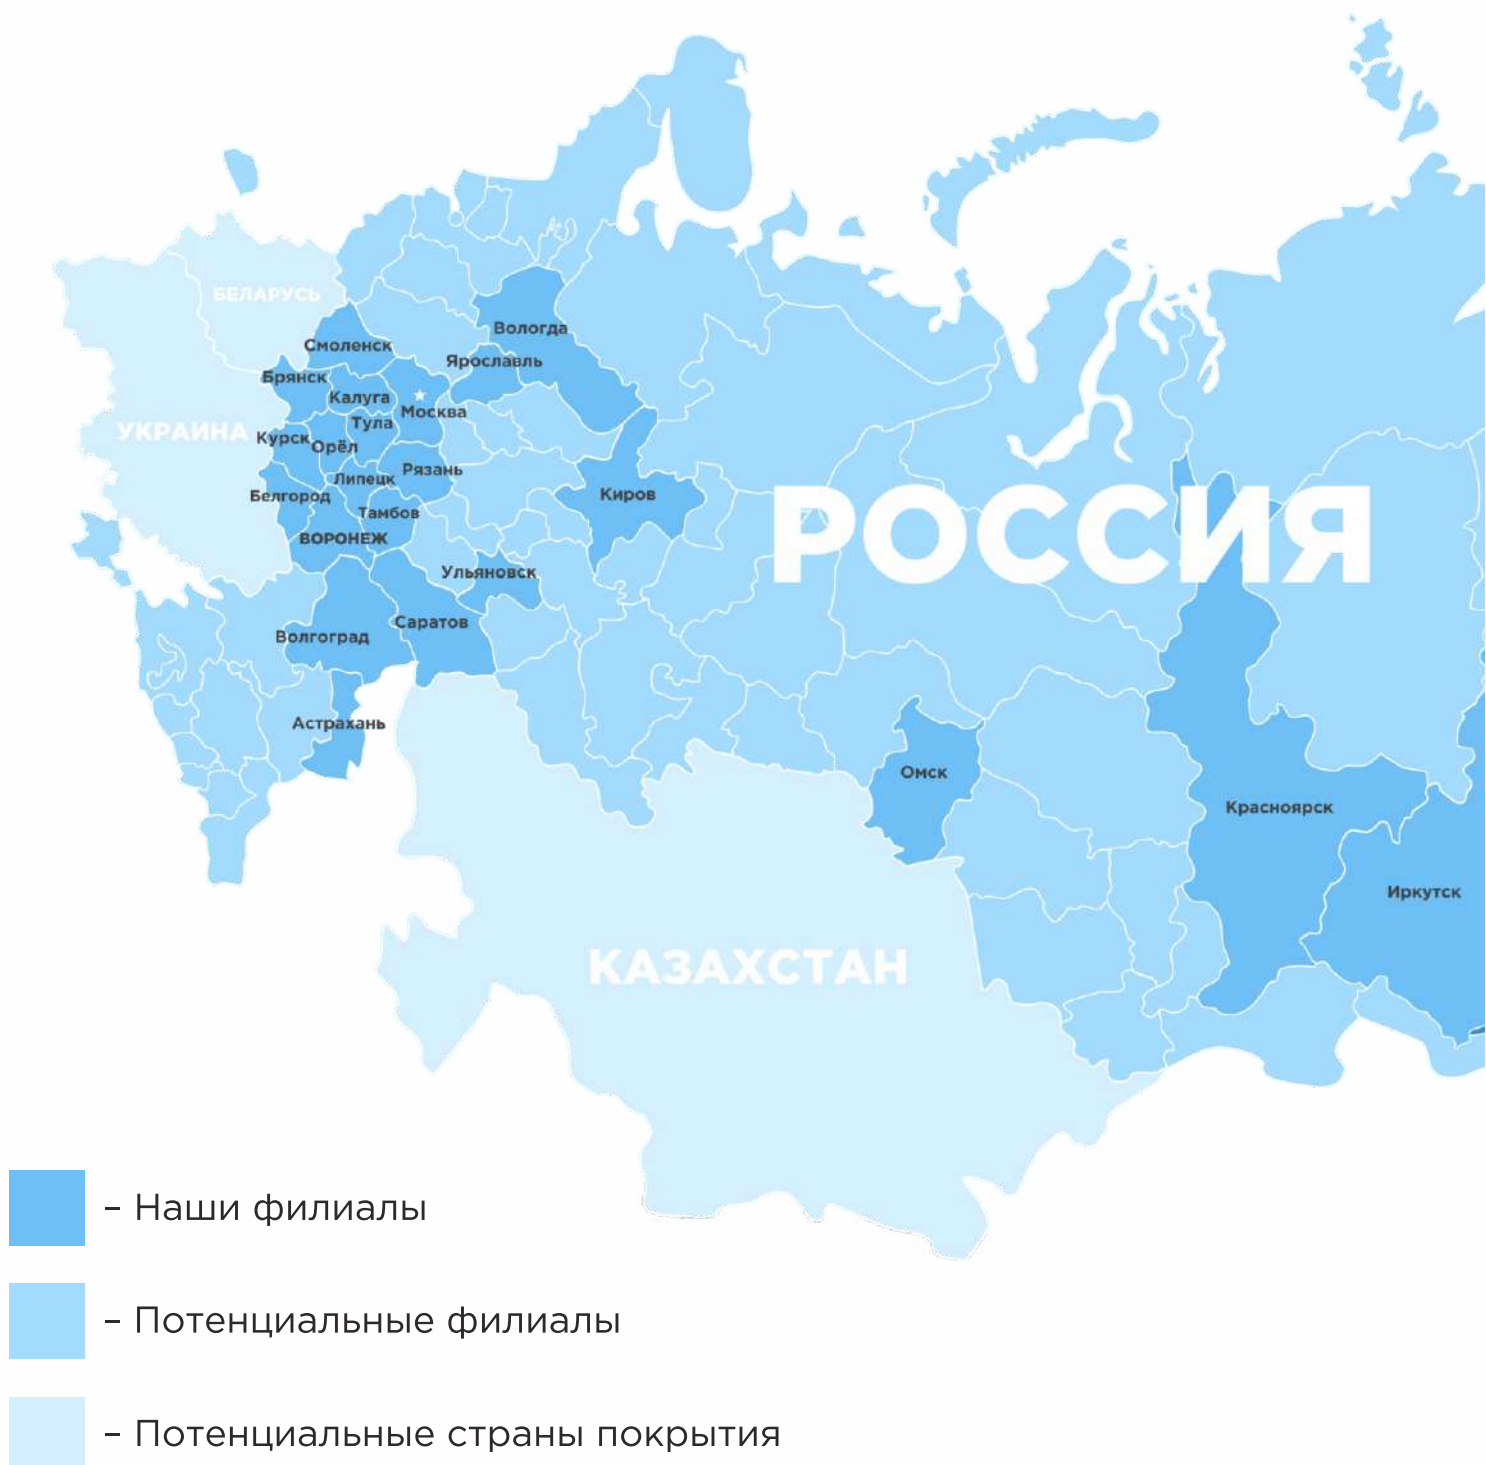 БЕЛАРУСЬ
Вологда
Смоленск
Ярославль
Брянск
Калуга
Москва
Тула
УКРАИНА
Курск
Орёл
Рязань
Липецк
Белгород
Киров
Тамбов
ВОРОНЕЖ
РОССИЯ
Ульяновск
Саратов
Волгоград
Астрахань
Омск
Красноярск
Иркутск
КАЗАХСТАН
– Наши филиалы
– Потенциальные филиалы
– Потенциальные страны покрытия